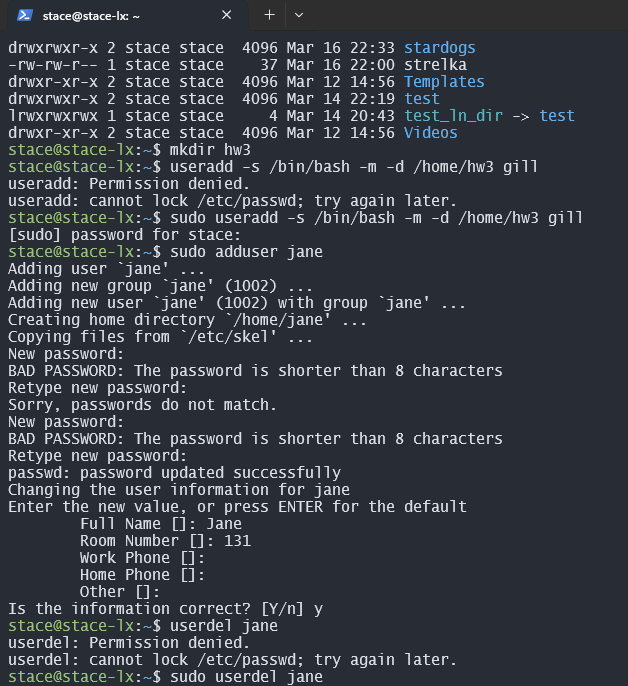 stace@stace-lx: ~
drwxrwxr-x 2 stace stace  4096 Mar 16 22:33 stardogs
-rw-rw-r-- 1 stace stace    37 Mar 16 22:00 strelka
drwxr-xr-x 2 stace stace  4096 Mar 12 14:56 Templates
drwxrwxr-x 2 stace stace  4096 Mar 14 22:19 test
lrwxrwxrwx 1 stace stace     4 Mar 14 20:43 test_ln_dir -> test
drwxr-xr-x 2 stace stace  4096 Mar 12 14:56 Videos
stace@stace-lx:~$ mkdir hw3
stace@stace-lx:~$ useradd -s /bin/bash -m -d /home/hw3 gill
useradd: Permission denied.
useradd: cannot lock /etc/passwd; try again later.
stace@stace-lx:~$ sudo useradd -s /bin/bash -m -d /home/hw3 gill
[sudo] password for stace:
stace@stace-lx:~$ sudo adduser jane
Adding user `jane' ...
Adding new group `jane' (1002) ...
Adding new user `jane' (1002) with group `jane' ...
Creating home directory `/home/jane' ...
Copying files from `/etc/skel' ...
New password:
BAD PASSWORD: The password is shorter than 8 characters
Retype new password:
Sorry, passwords do not match.
New password:
BAD PASSWORD: The password is shorter than 8 characters
Retype new password:
passwd: password updated successfully
Changing the user information for jane
Enter the new value, or press ENTER for the default
        Full Name []: Jane
        Room Number []: 131
        Work Phone []:
        Home Phone []:
        Other []:
Is the information correct? [Y/n] y
stace@stace-lx:~$ userdel jane
userdel: Permission denied.
userdel: cannot lock /etc/passwd; try again later.
stace@stace-lx:~$ sudo userdel jane